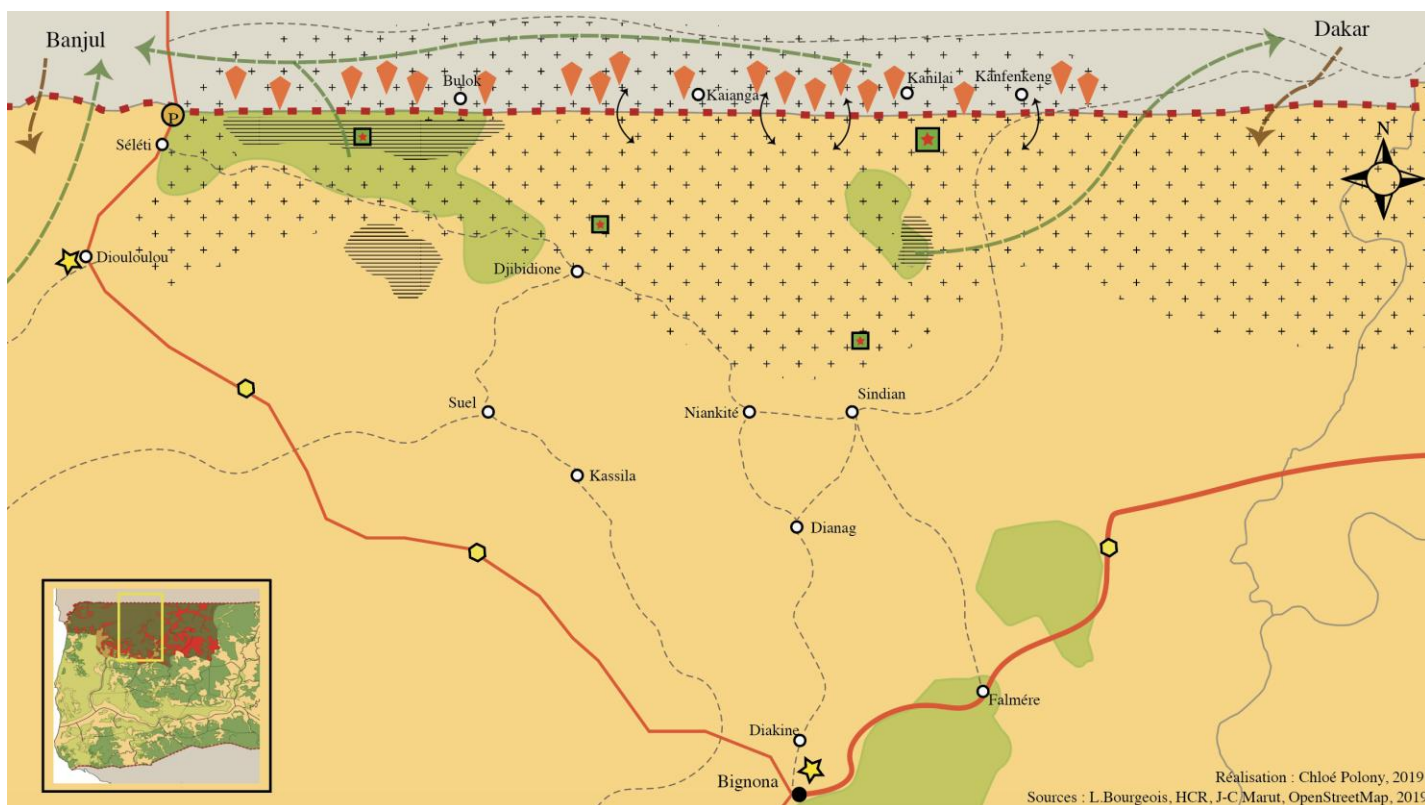 Banjul
Dakar
Bulok
Kaianga
Kanilai
Kanfenkeng
P
N
Séléti
Diouloulou
Djibidione
Suel
Niankité
Sindian
Kassila
Dianag
Falmére
Diakine
Bignona
Réalisation : Chloé Polony, 2019
Sources : L.Bourgeois, HCR, J-C Marut, OpenStreetMap, 2019